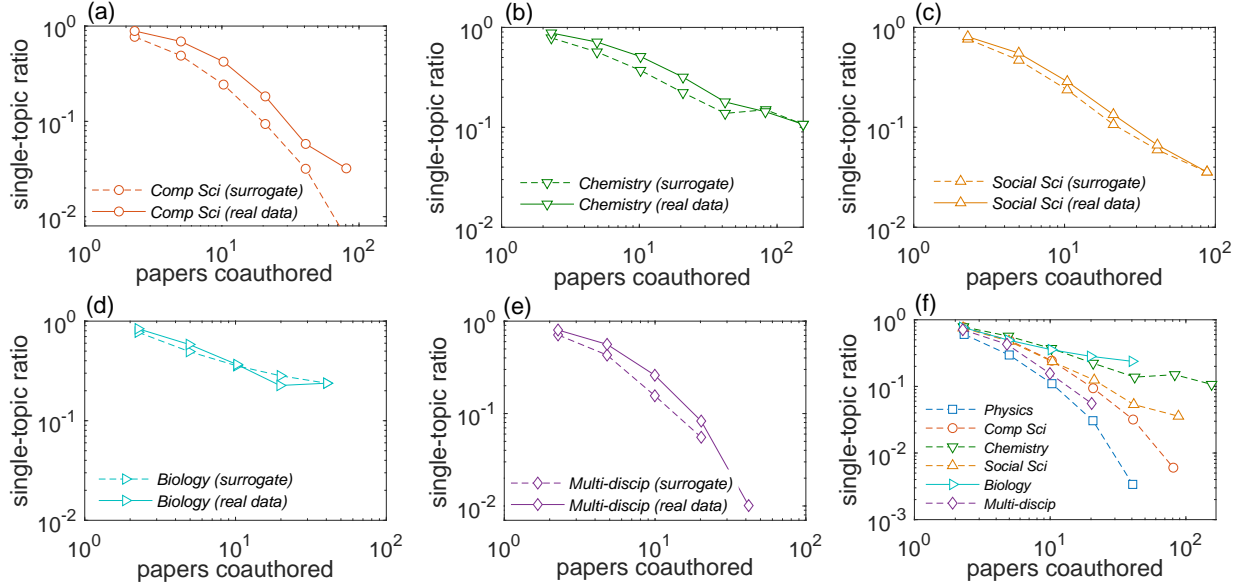 (a)
single-topic ratio
10^0
10^-1
10^-2
Comp Sci (surrogate)
Comp Sci (real data)
10^0
10^1
10^2
papers coauthored
(b)
single-topic ratio
10^0
10^-1
10^-2
Chemistry (surrogate)
Chemistry (real data)
10^0
10^1
10^2
papers coauthored
(c)
single-topic ratio
10^0
10^-1
10^-2
Social Sci (surrogate)
Social Sci (real data)
10^0
10^1
10^2
papers coauthored
(d)
single-topic ratio
10^0
10^-1
10^-2
Biology (surrogate)
Biology (real data)
10^0
10^1
10^2
papers coauthored
(e)
single-topic ratio
10^0
10^-1
10^-2
Multi-discip (surrogate)
Multi-discip (real data)
10^0
10^1
10^2
papers coauthored
(f)
single-topic ratio
10^0
10^-1
10^-2
10^-3
Physics
Comp Sci
Chemistry
Social Sci
Biology
Multi-discip
10^0
10^1
10^2
papers coauthored